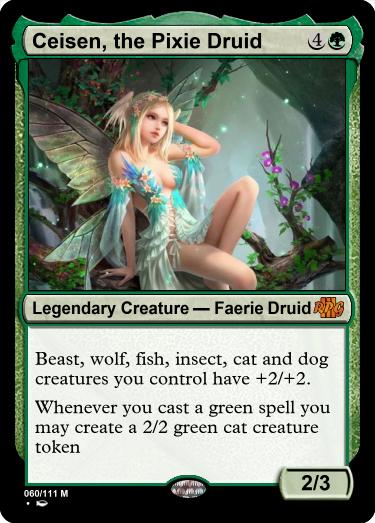 Ceisen, the Pixie Druid 4
Legendary Creature — Faerie Druid RPG
Beast, wolf, fish, insect, cat and dog
creatures you control have +2/+2.
Whenever you cast a green spell you
may create a 2/2 green cat creature
token
2/3
060/111 M